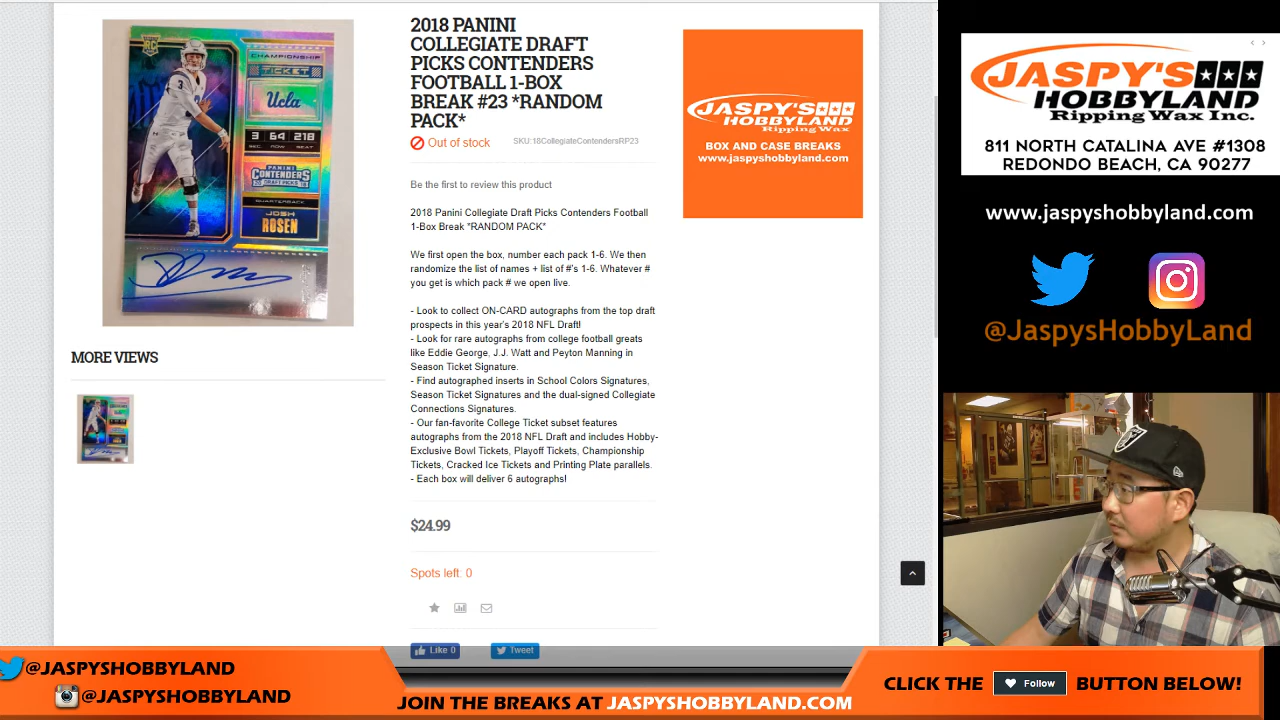 2018 PANINI
COLLEGIATE DRAFT
PICKS CONTENDERS
FOOTBALL 1-BOX
BREAK #23 *RANDOM
PACK*
Out of stock
SKU:18CollegiateContendersRP23
Be the first to review this product
2018 Panini Collegiate Draft Picks Contenders Football
1-Box Break *RANDOM PACK*
We first open the box, number each pack 1-6. We then
randomize the list of names + list of #'s 1-6. Whatever #
you get is which pack # we open live.
- Look to collect ON-CARD autographs from the top draft
prospects in this year's 2018 NFL Draft!
- Look for rare autographs from college football greats
like Eddie George, J.J. Watt and Peyton Manning in
Season Ticket Signature.
- Find autographed inserts in School Colors Signatures,
Season Ticket Signatures and the dual-signed Collegiate
Connections Signatures.
- Our fan-favorite College Ticket subset features
autographs from the 2018 NFL Draft and includes Hobby-
Exclusive Bowl Tickets, Playoff Tickets, Championship
Tickets, Cracked Ice Tickets and Printing Plate parallels.
- Each box will deliver 6 autographs!
$24.99
Spots left: 0
Like 0
Tweet
RC
CHAMPIONSHIP
TICKET
Ucla
3 64 218
SEC. ROW SEAT
PANINI
CONTENDERS
20 DRAFT PICKS 18
QUARTERBACK
JOSH
ROSEN
3
MORE VIEWS
JASPY'S
HOBBYLAND
Ripping Wax Inc.
BOX AND CASE BREAKS
www.jaspyshobbyland.com
JASPY'S
HOBBYLAND
Ripping Wax Inc.
811 NORTH CATALINA AVE #1308
REDONDO BEACH, CA 90277
www.jaspyshobbyland.com
@JaspysHobbyLand
@JASPYSHOBBYLAND
@JASPYSHOBBYLAND
JOIN THE BREAKS AT JASPYSHOBBYLAND.COM
CLICK THE Follow BUTTON BELOW!